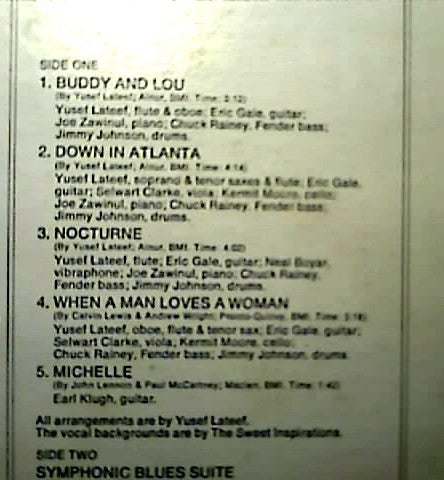 SIDE ONE
1. BUDDY AND LOU
(By Yusef Lateef; Alnur, BMI. Time: 3:12)
Yusef Lateef, flute & oboe; Eric Gale, guitar;
Joe Zawinul, piano; Chuck Rainey, Fender bass;
Jimmy Johnson, drums.
2. DOWN IN ATLANTA
(By Yusef Lateef; Alnur, BMI. Time: 4:14)
Yusef Lateef, soprano & tenor saxes & flute; Eric Gale,
guitar; Selwart Clarke, viola; Kermit Moore, cello;
Joe Zawinul, piano; Chuck Rainey, Fender bass;
Jimmy Johnson, drums.
3. NOCTURNE
(By Yusef Lateef; Alnur, BMI. Time: 4:02)
Yusef Lateef, flute; Eric Gale, guitar; Neal Boyar,
vibraphone; Joe Zawinul, piano; Chuck Rainey,
Fender bass; Jimmy Johnson, drums.
4. WHEN A MAN LOVES A WOMAN
(By Calvin Lewis & Andrew Wright; Pronto-Quinvy, BMI. Time: 3:18)
Yusef Lateef, oboe, flute & tenor sax; Eric Gale, guitar;
Selwart Clarke, viola; Kermit Moore, cello;
Chuck Rainey, Fender bass; Jimmy Johnson, drums.
5. MICHELLE
(By John Lennon & Paul McCartney; Maclen, BMI. Time: 1:42)
Earl Klugh, guitar.
All arrangements are by Yusef Lateef.
The vocal backgrounds are by The Sweet Inspirations.
SIDE TWO
SYMPHONIC BLUES SUITE